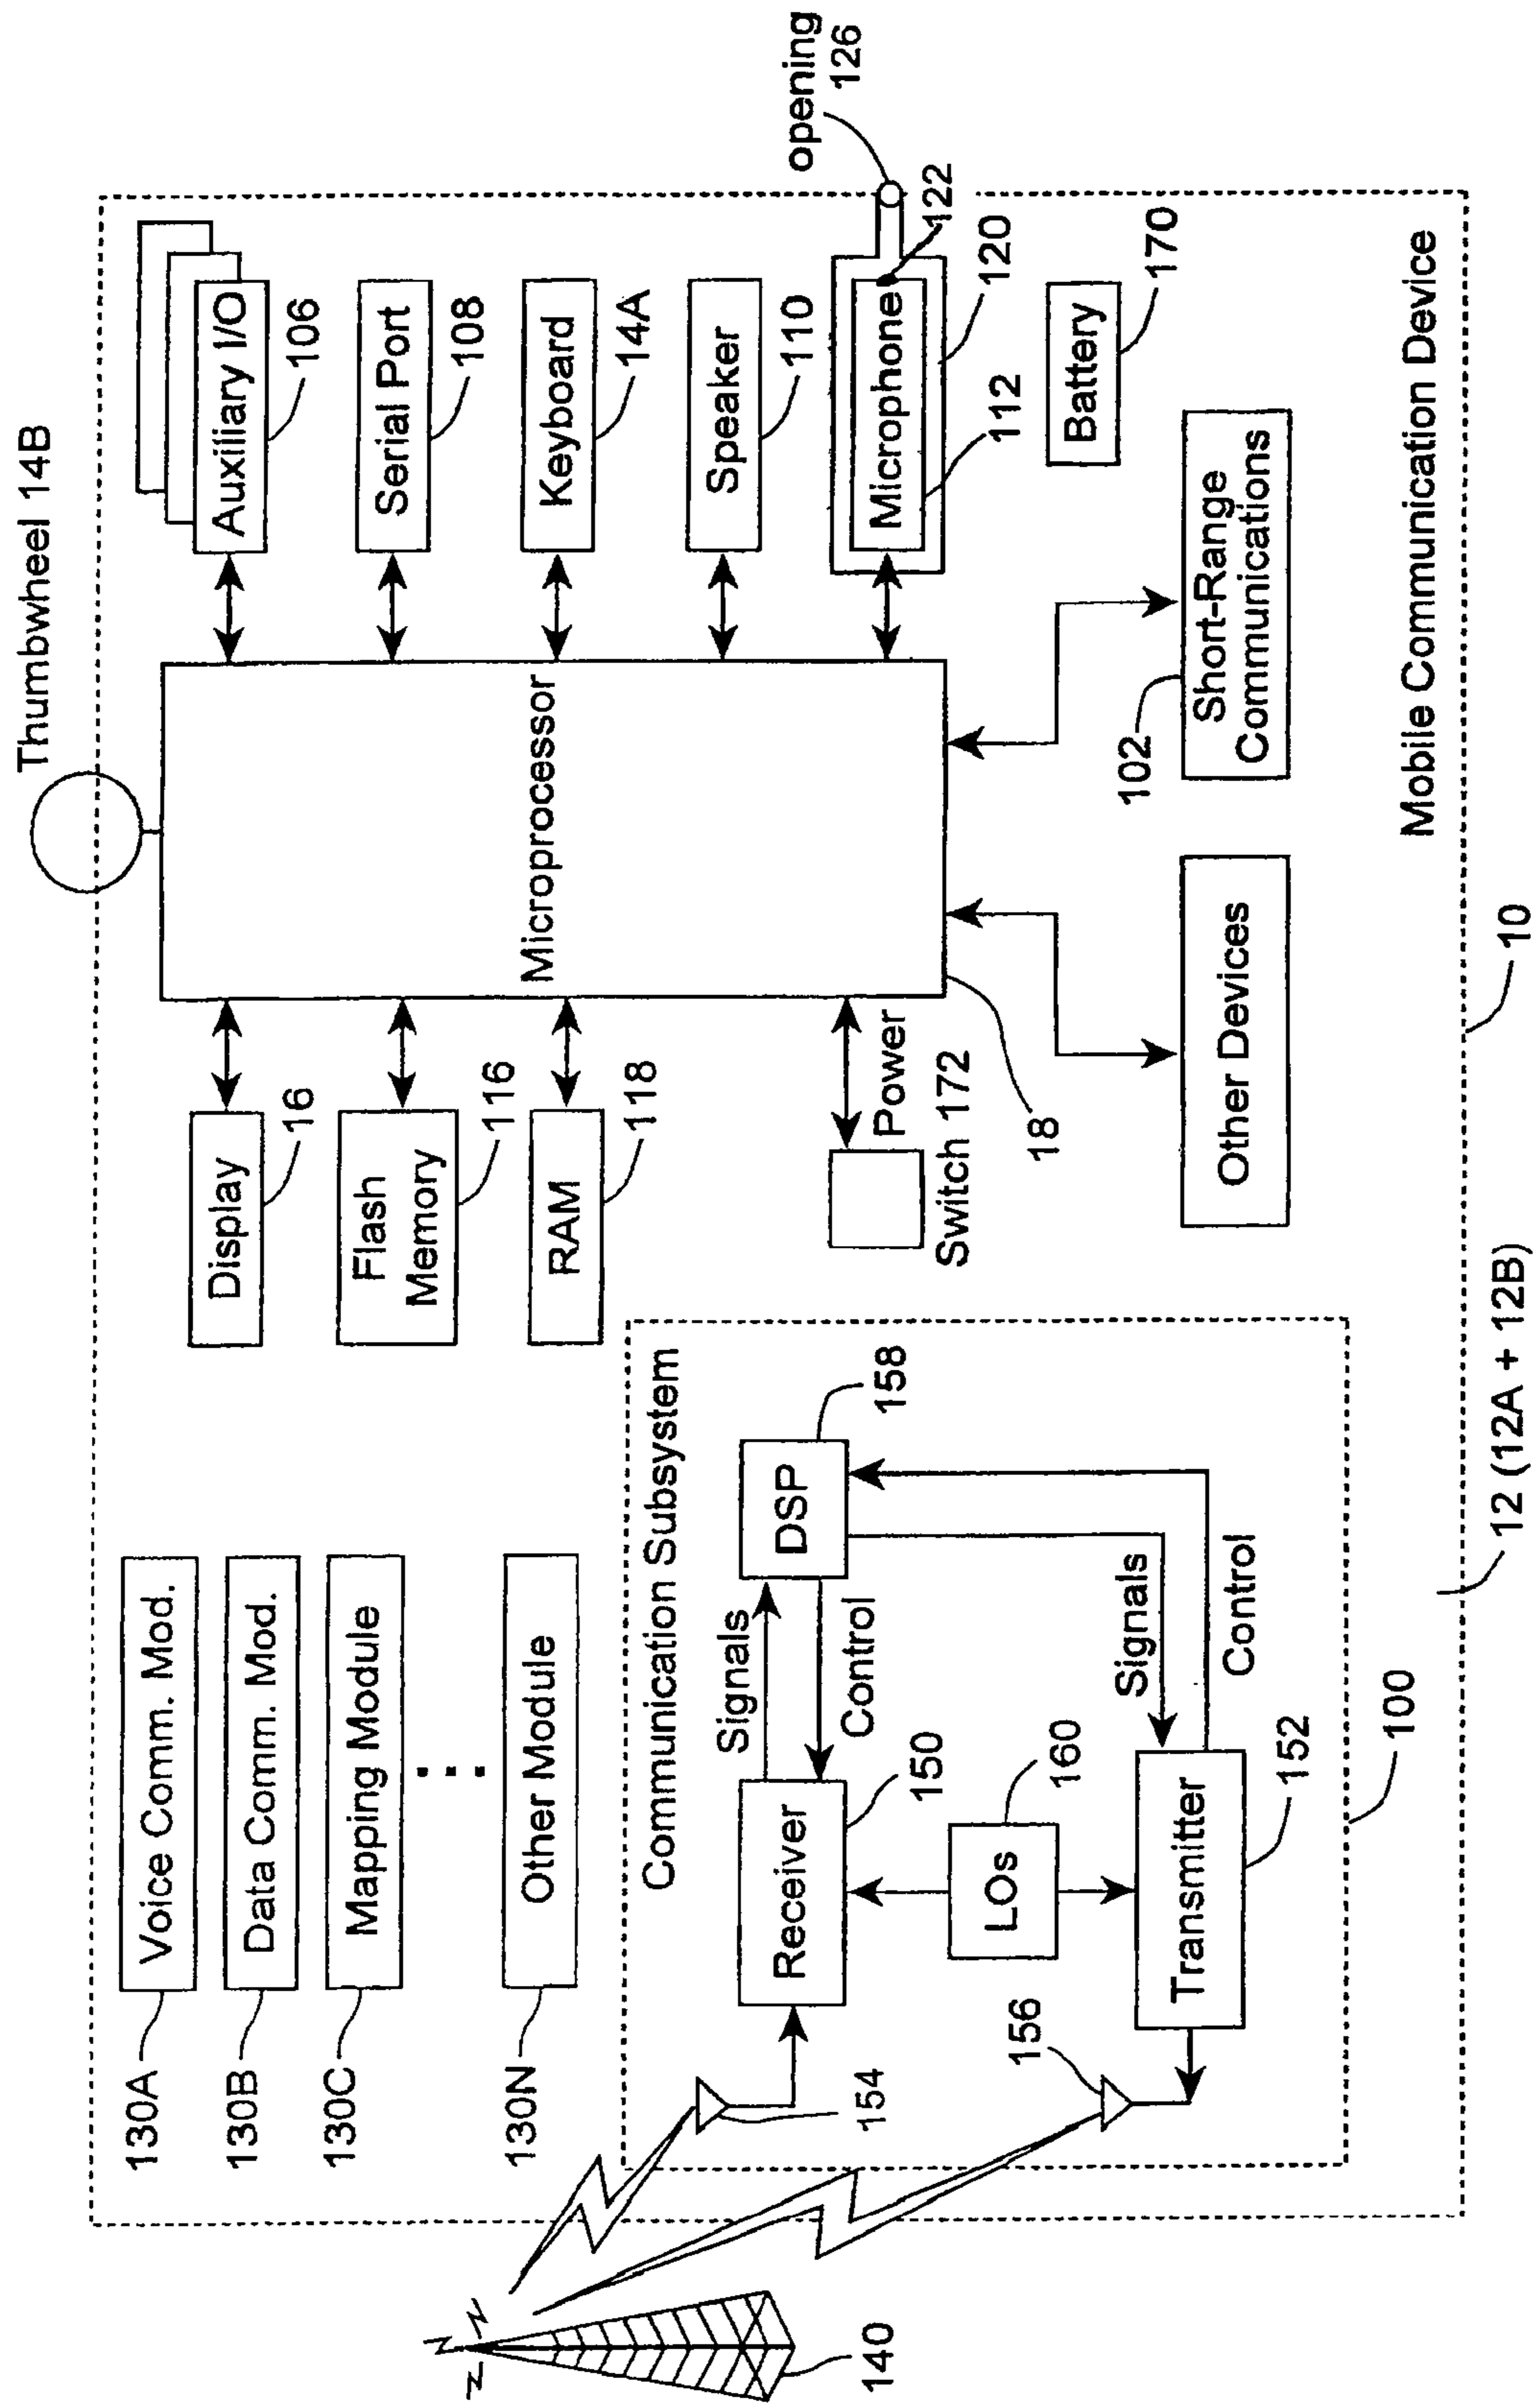 Thumbwheel 14B
130A
Voice Comm. Mod.
130B
Data Comm. Mod.
130C
Mapping Module
130N
Other Module
Display
16
Flash
Memory
116
RAM
118
Power
Switch 172
Microprocessor
18
Auxiliary I/O
106
Serial Port
108
Keyboard
14A
Speaker
110
Microphone
112
120
122
opening
126
Battery
170
Short-Range
Communications
102
Other Devices
Mobile Communication Device
Communication Subsystem
Receiver
150
Signals
Control
DSP
158
LOs
160
Transmitter
152
Signals
Control
154
156
140
100
12 (12A + 12B)
10